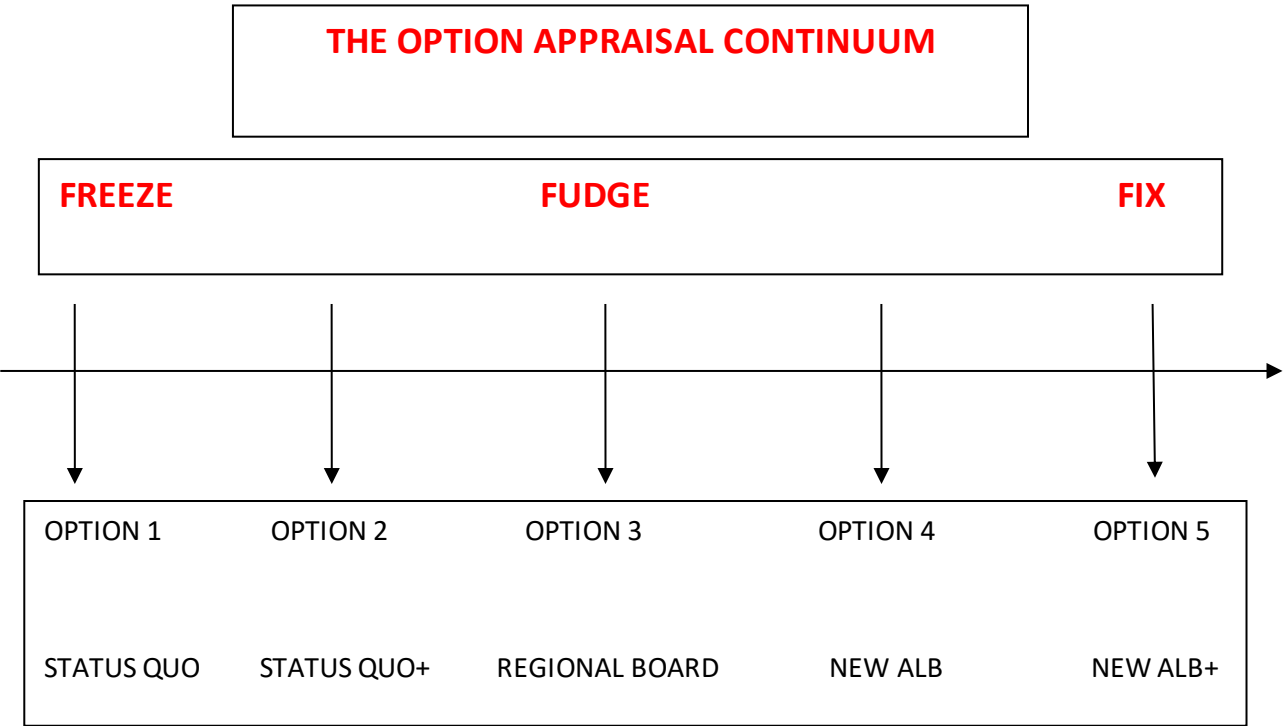 THE OPTION APPRAISAL CONTINUUM
FREEZE FUDGE FIX
OPTION 1 OPTION 2 OPTION 3 OPTION 4 OPTION 5
STATUS QUO STATUS QUO+ REGIONAL BOARD NEW ALB NEW ALB+